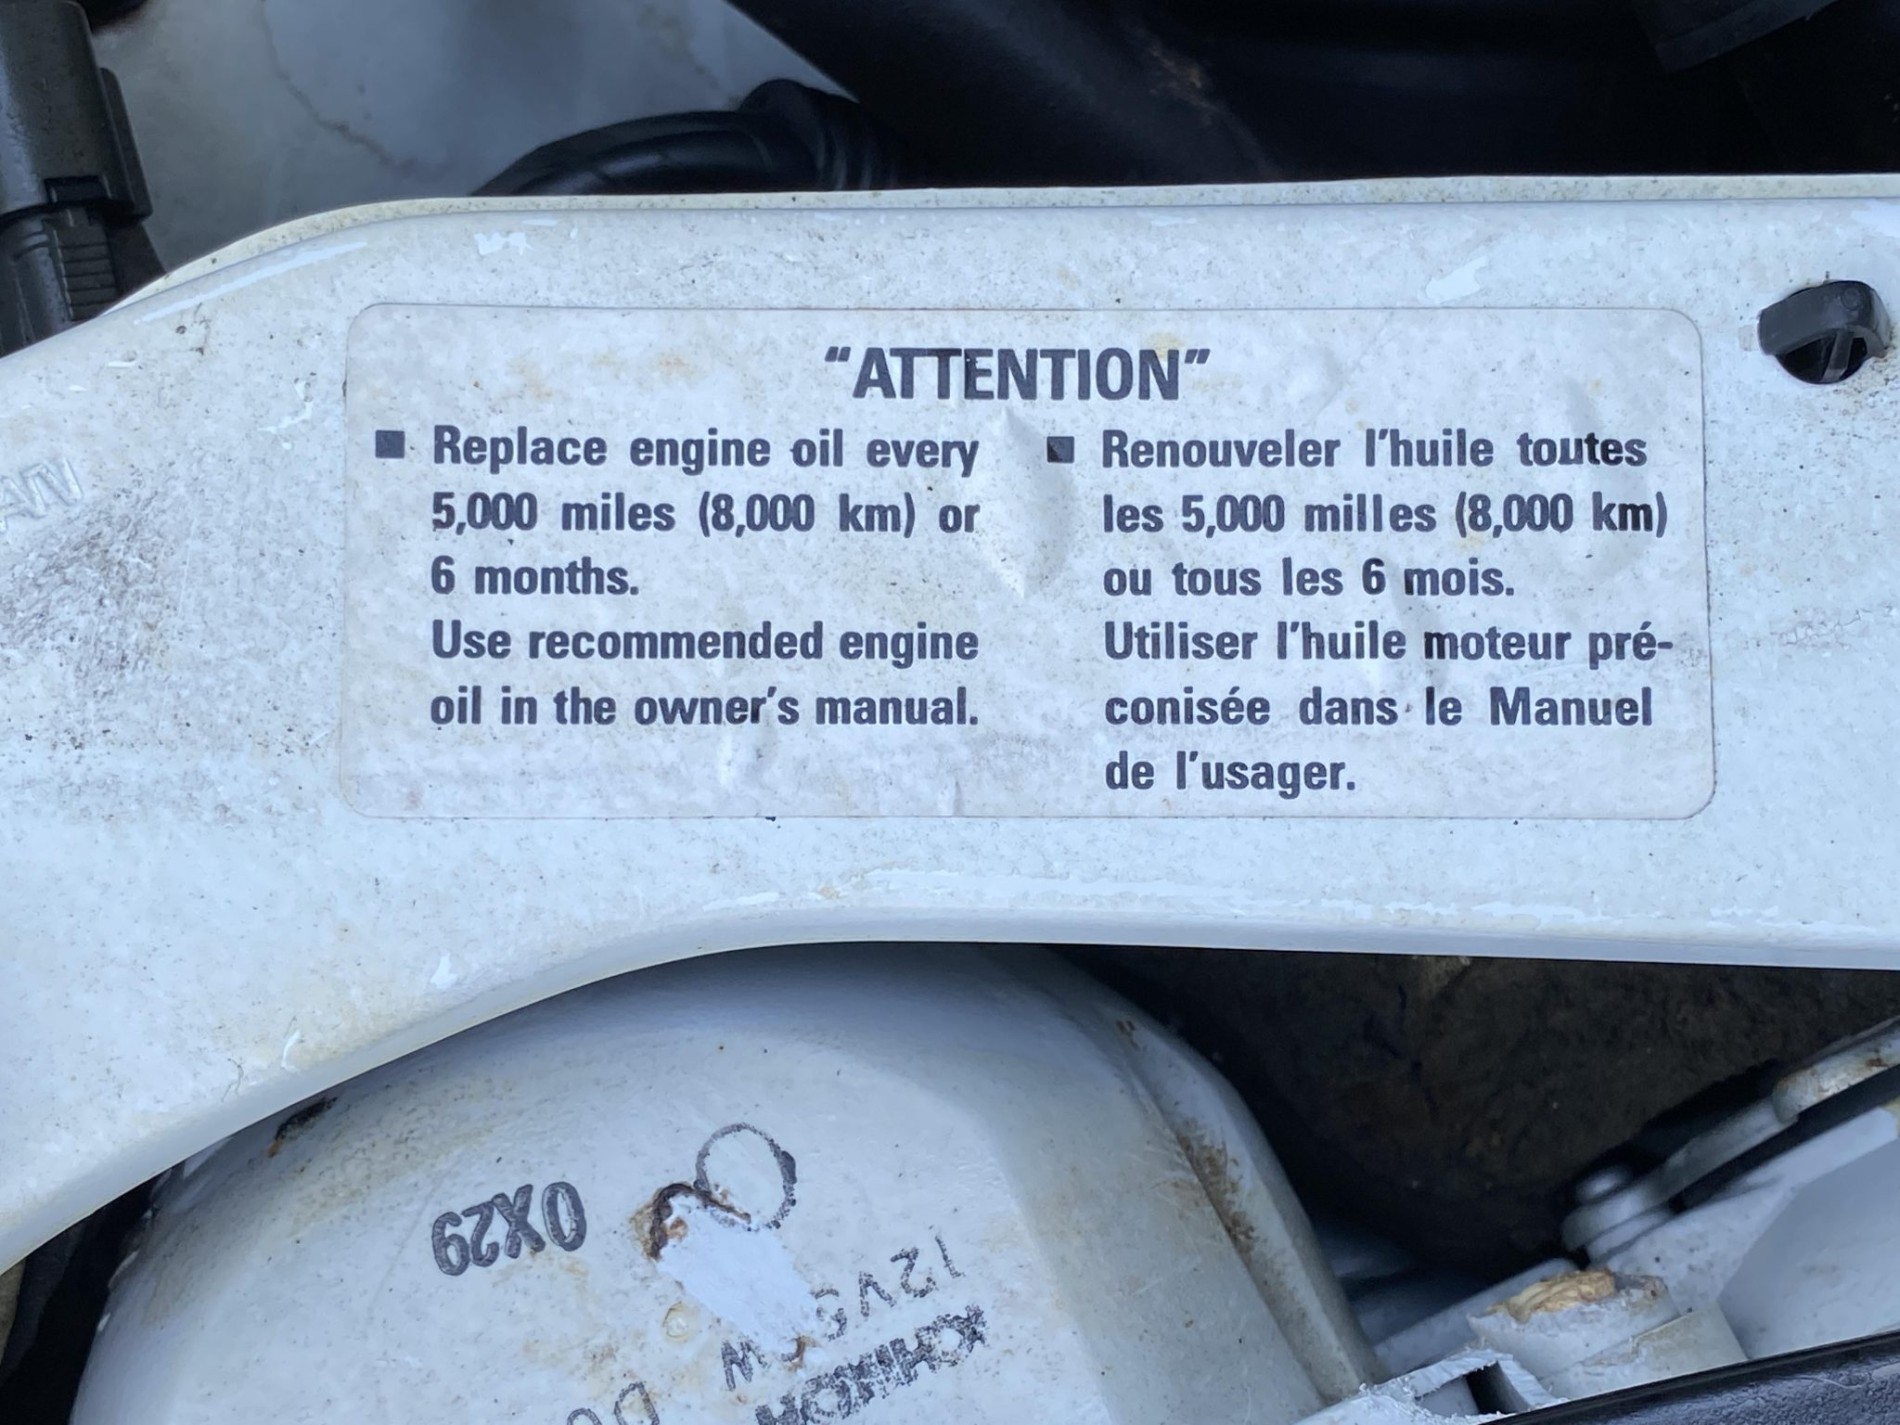 "ATTENTION"
■ Replace engine oil every
5,000 miles (8,000 km) or
6 months.
Use recommended engine
oil in the owner's manual.
■ Renouveler l'huile toutes
les 5,000 milles (8,000 km)
ou tous les 6 mois.
Utiliser l'huile moteur pré-
conisée dans le Manuel
de l'usager.
0X29